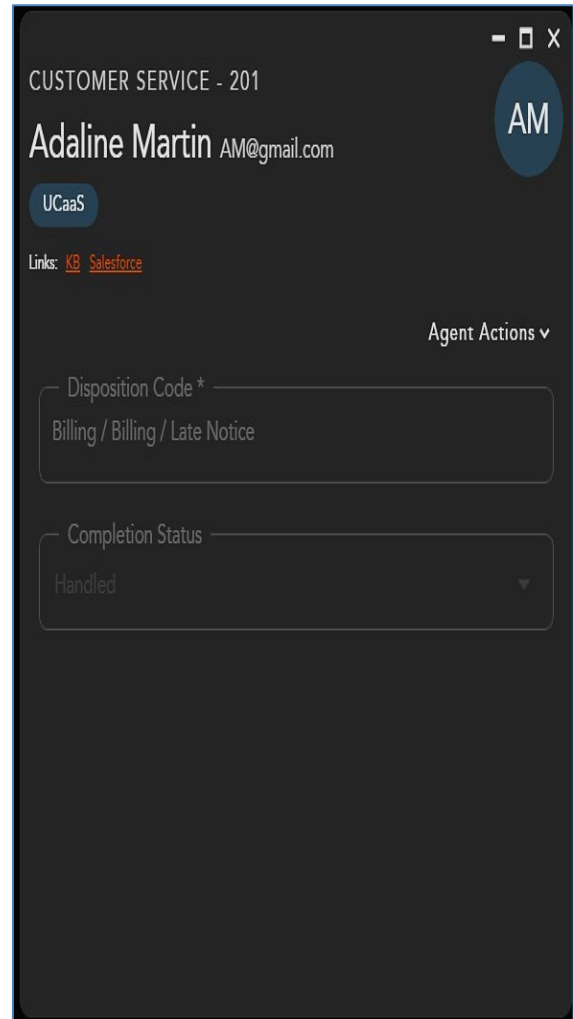 CUSTOMER SERVICE - 201
AM
Adaline Martin AM@gmail.com
UCaaS
Links: KB Salesforce
Agent Actions
Disposition Code *
Billing / Billing / Late Notice
Completion Status
Handled